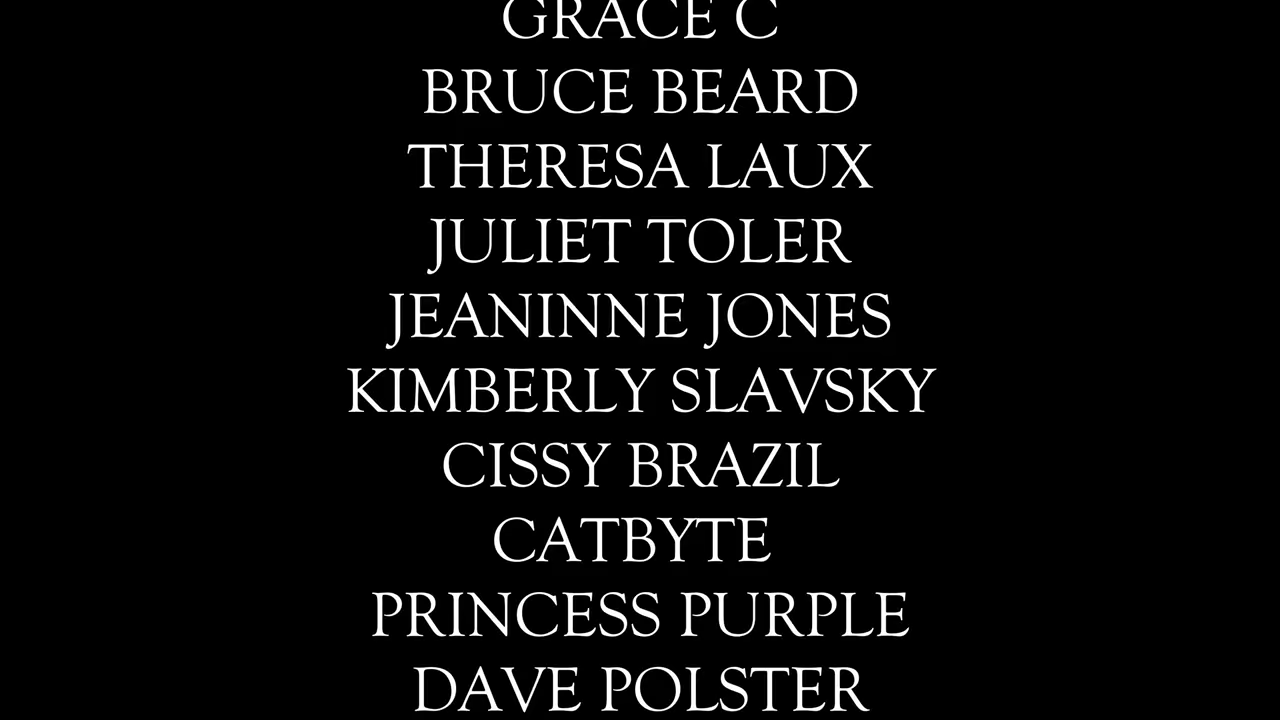 GRACE C
BRUCE BEARD
THERESA LAUX
JULIET TOLER
JEANINNE JONES
KIMBERLY SLAVSKY
CISSY BRAZIL
CATBYTE
PRINCESS PURPLE
DAVE POLSTER